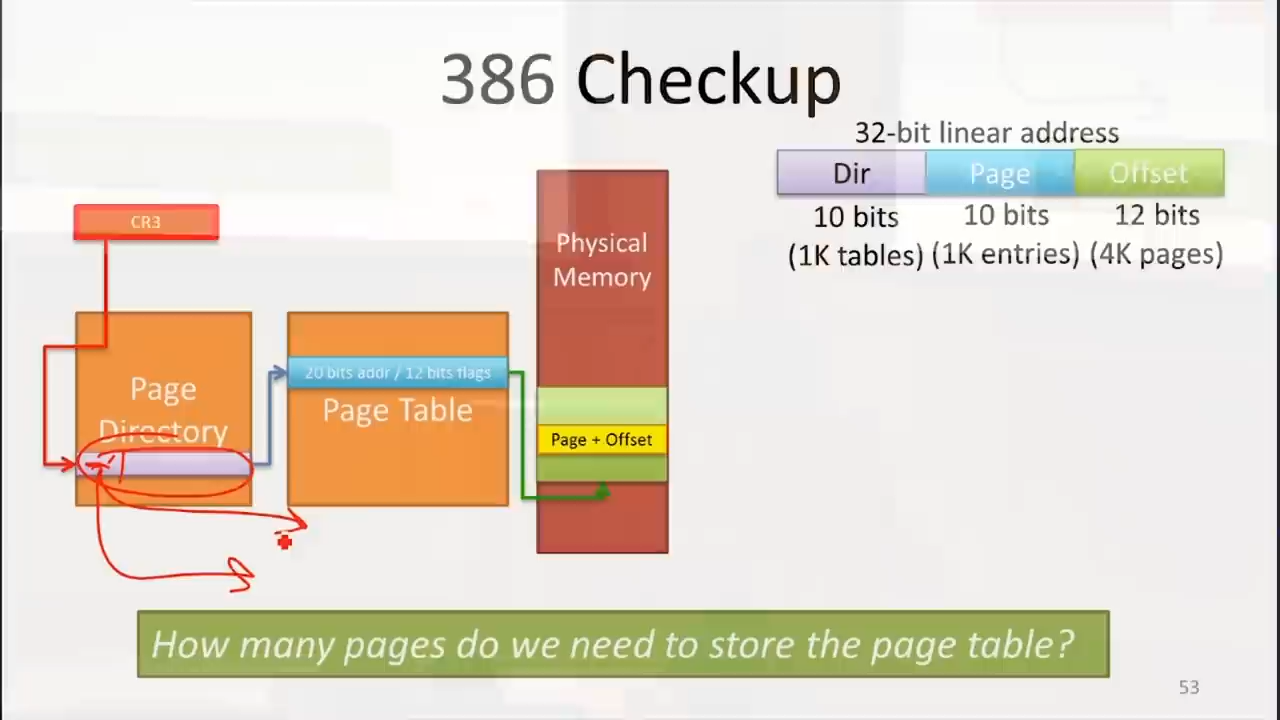 386 Checkup
32-bit linear address
Dir Page Offset
10 bits 10 bits 12 bits
(1K tables) (1K entries) (4K pages)
CR3
Physical
Memory
Page
Directory
20 bits addr / 12 bits flags
Page Table
Page + Offset
How many pages do we need to store the page table?
53